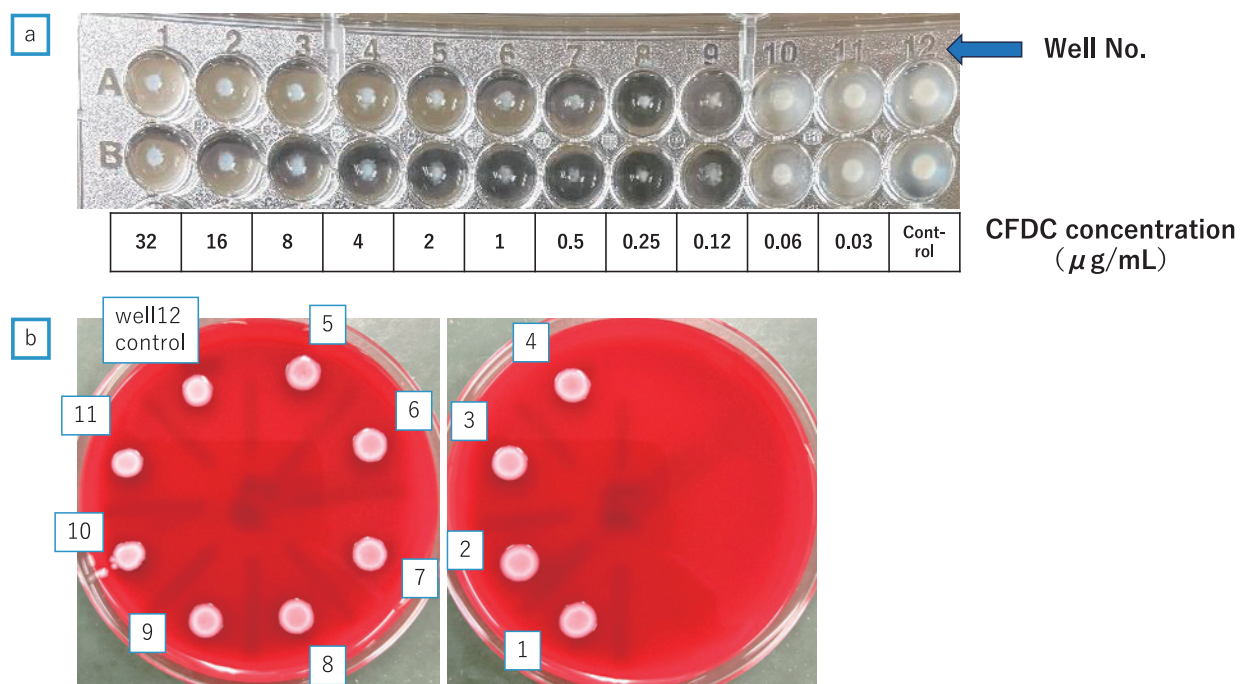 a
1 2 3 4 5 6 7 8 9 10 11 12
Well No.
A
B
32 16 8 4 2 1 0.5 0.25 0.12 0.06 0.03 Cont-
rol
CFDC concentration
(μg/mL)
b
well12
control
5
4
6
11
3
10
2
7
9
8
1